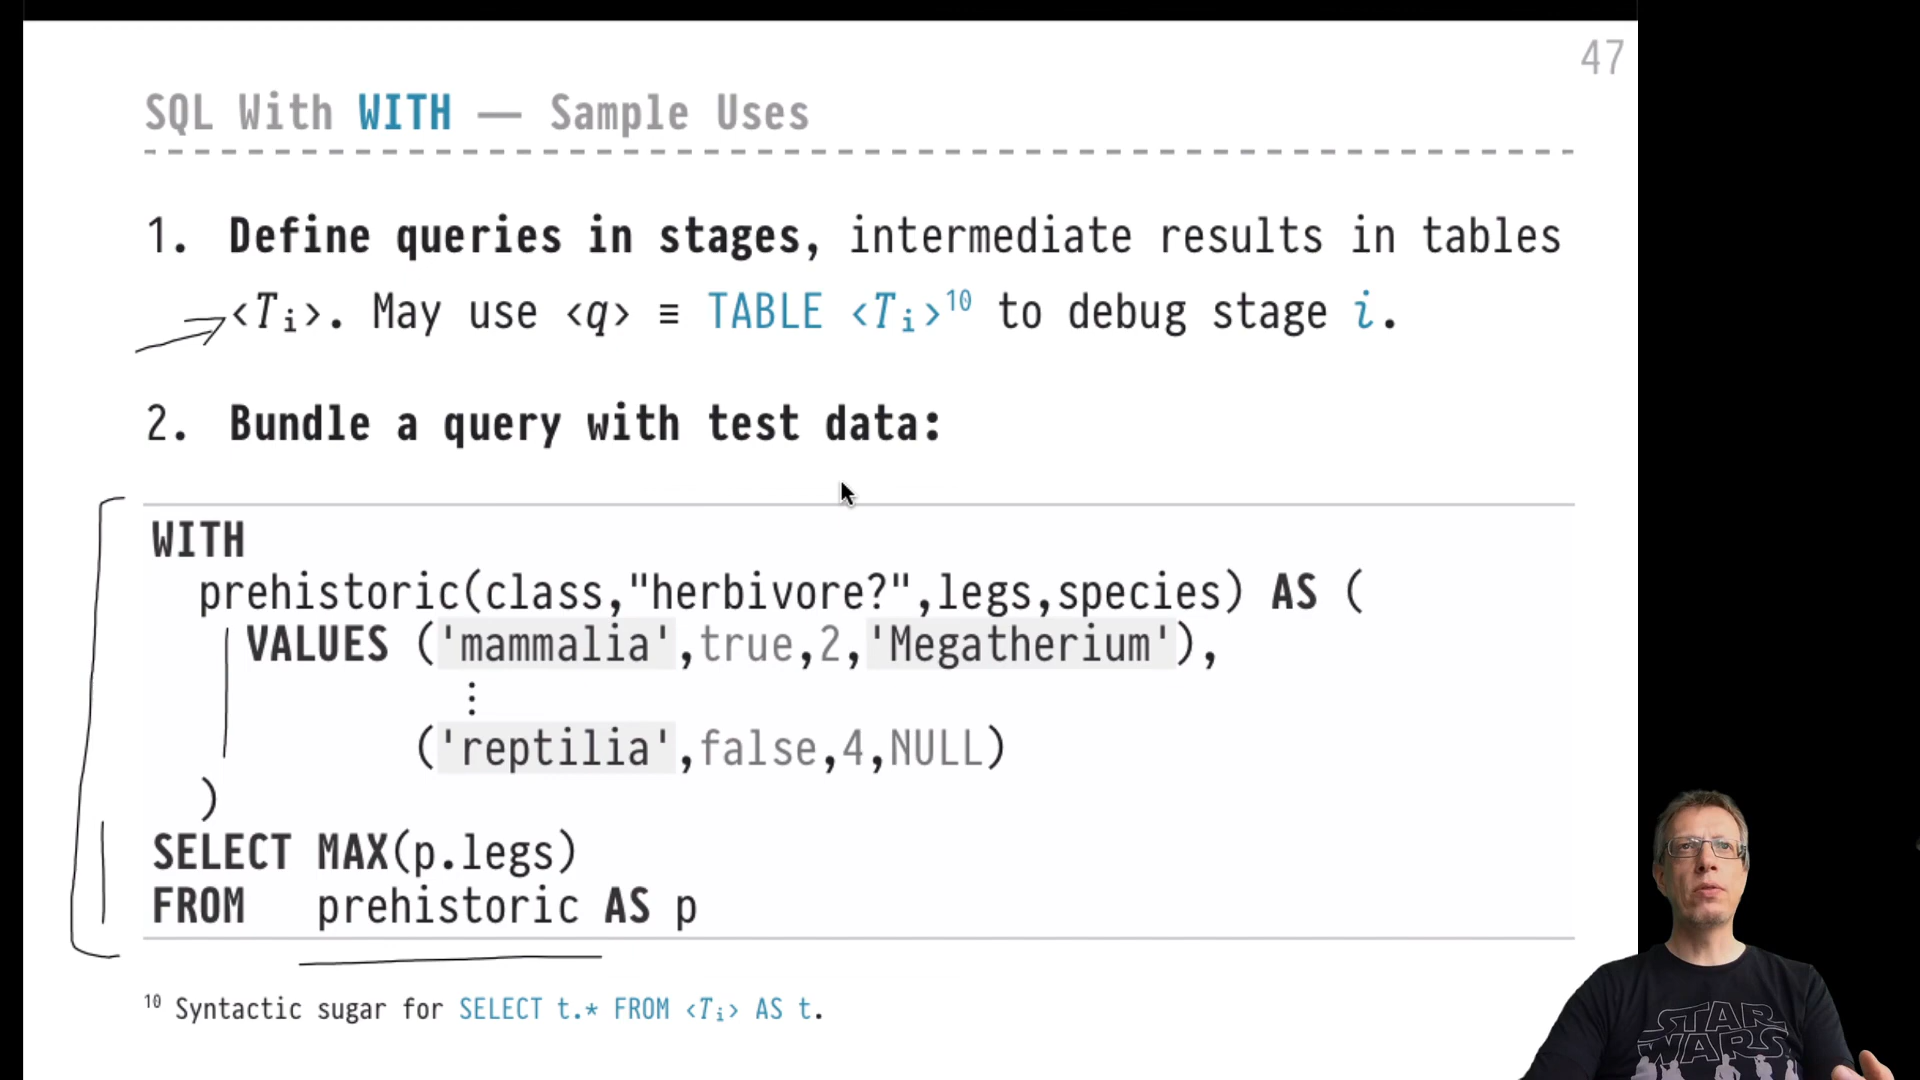 47
SQL With WITH — Sample Uses
1. Define queries in stages, intermediate results in tables
<Ti>. May use <q> ≡ TABLE <Ti>¹⁰ to debug stage i.
2. Bundle a query with test data:
WITH
prehistoric(class,"herbivore?",legs,species) AS (
VALUES ('mammalia',true,2,'Megatherium'),
⋮
('reptilia',false,4,NULL)
)
SELECT MAX(p.legs)
FROM prehistoric AS p
¹⁰ Syntactic sugar for SELECT t.* FROM <Ti> AS t.
STAR
WARS